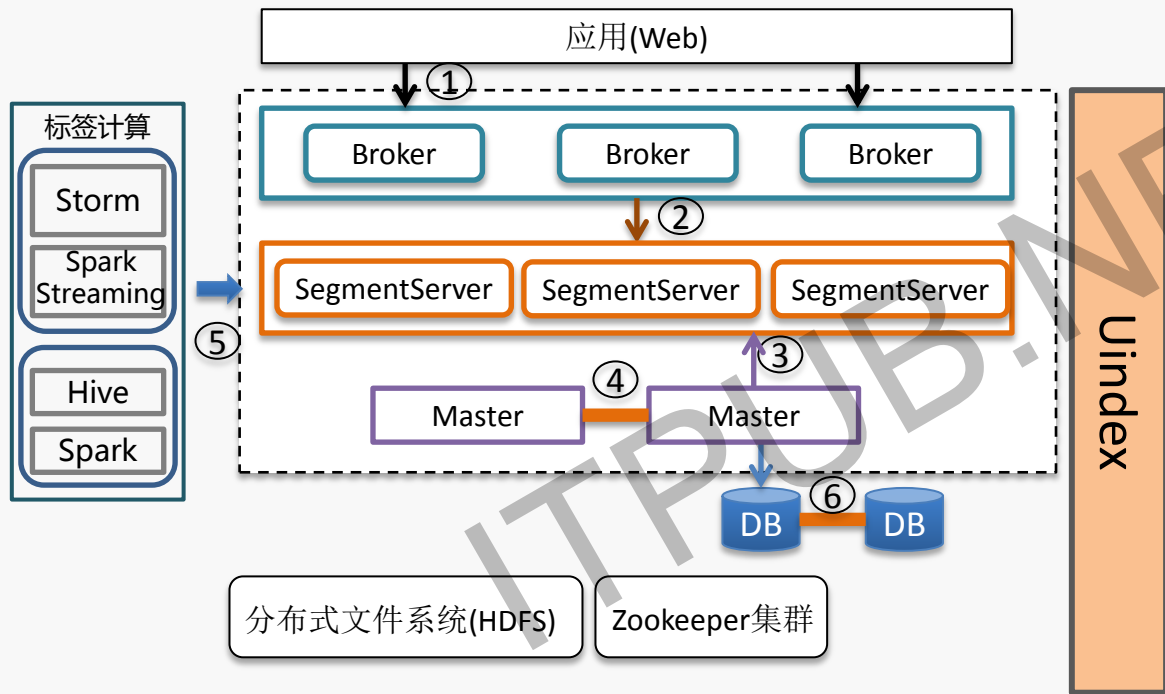 应用(Web)
①
标签计算
Storm
Spark
Streaming
Hive
Spark
Broker
Broker
Broker
②
SegmentServer
SegmentServer
SegmentServer
⑤
③
④
Master
Master
⑥
DB
DB
分布式文件系统(HDFS)
Zookeeper集群
Uindex